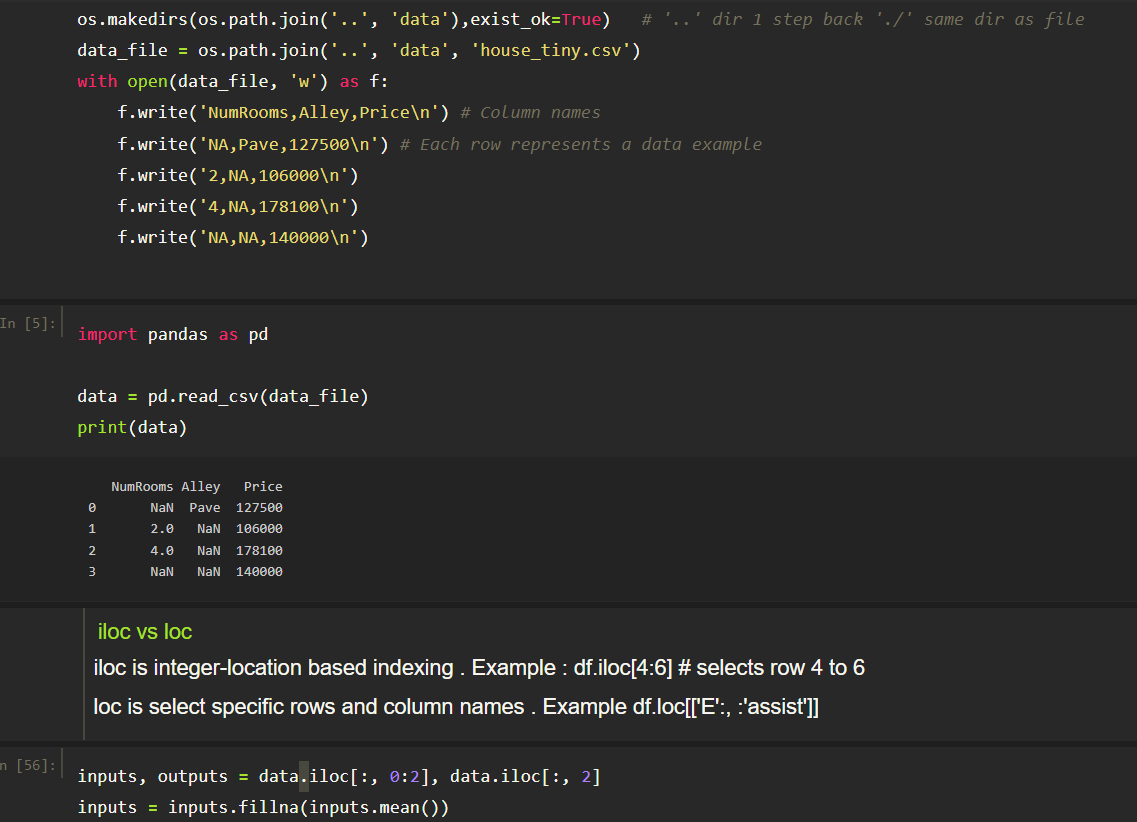 os.makedirs(os.path.join('..', 'data'),exist_ok=True)   # '..' dir 1 step back './' same dir as file
data_file = os.path.join('..', 'data', 'house_tiny.csv')
with open(data_file, 'w') as f:
    f.write('NumRooms,Alley,Price\n') # Column names
    f.write('NA,Pave,127500\n') # Each row represents a data example
    f.write('2,NA,106000\n')
    f.write('4,NA,178100\n')
    f.write('NA,NA,140000\n')
In [5]:
import pandas as pd
data = pd.read_csv(data_file)
print(data)
NumRooms Alley Price
0 NaN Pave 127500
1 2.0 NaN 106000
2 4.0 NaN 178100
3 NaN NaN 140000
iloc vs loc
iloc is integer-location based indexing . Example : df.iloc[4:6] # selects row 4 to 6
loc is select specific rows and column names . Example df.loc[['E':, :'assist']]
n [56]:
inputs, outputs = data.iloc[:, 0:2], data.iloc[:, 2]
inputs = inputs.fillna(inputs.mean())